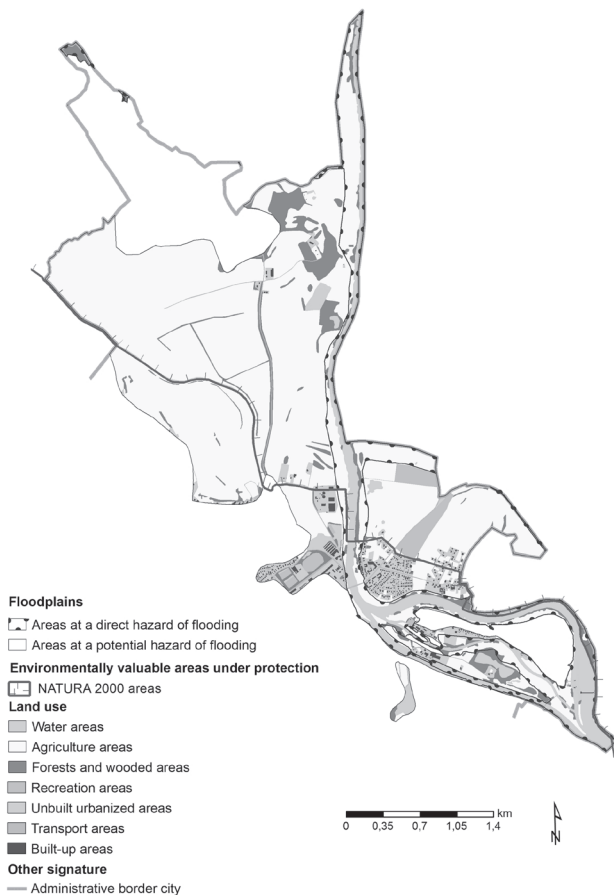 Floodplains
Areas at a direct hazard of flooding
Areas at a potential hazard of flooding
Environmentally valuable areas under protection
NATURA 2000 areas
Land use
Water areas
Agriculture areas
Forests and wooded areas
Recreation areas
Unbuilt urbanized areas
Transport areas
Built-up areas
Other signature
Administrative border city
km
0 0,35 0,7 1,05 1,4
N